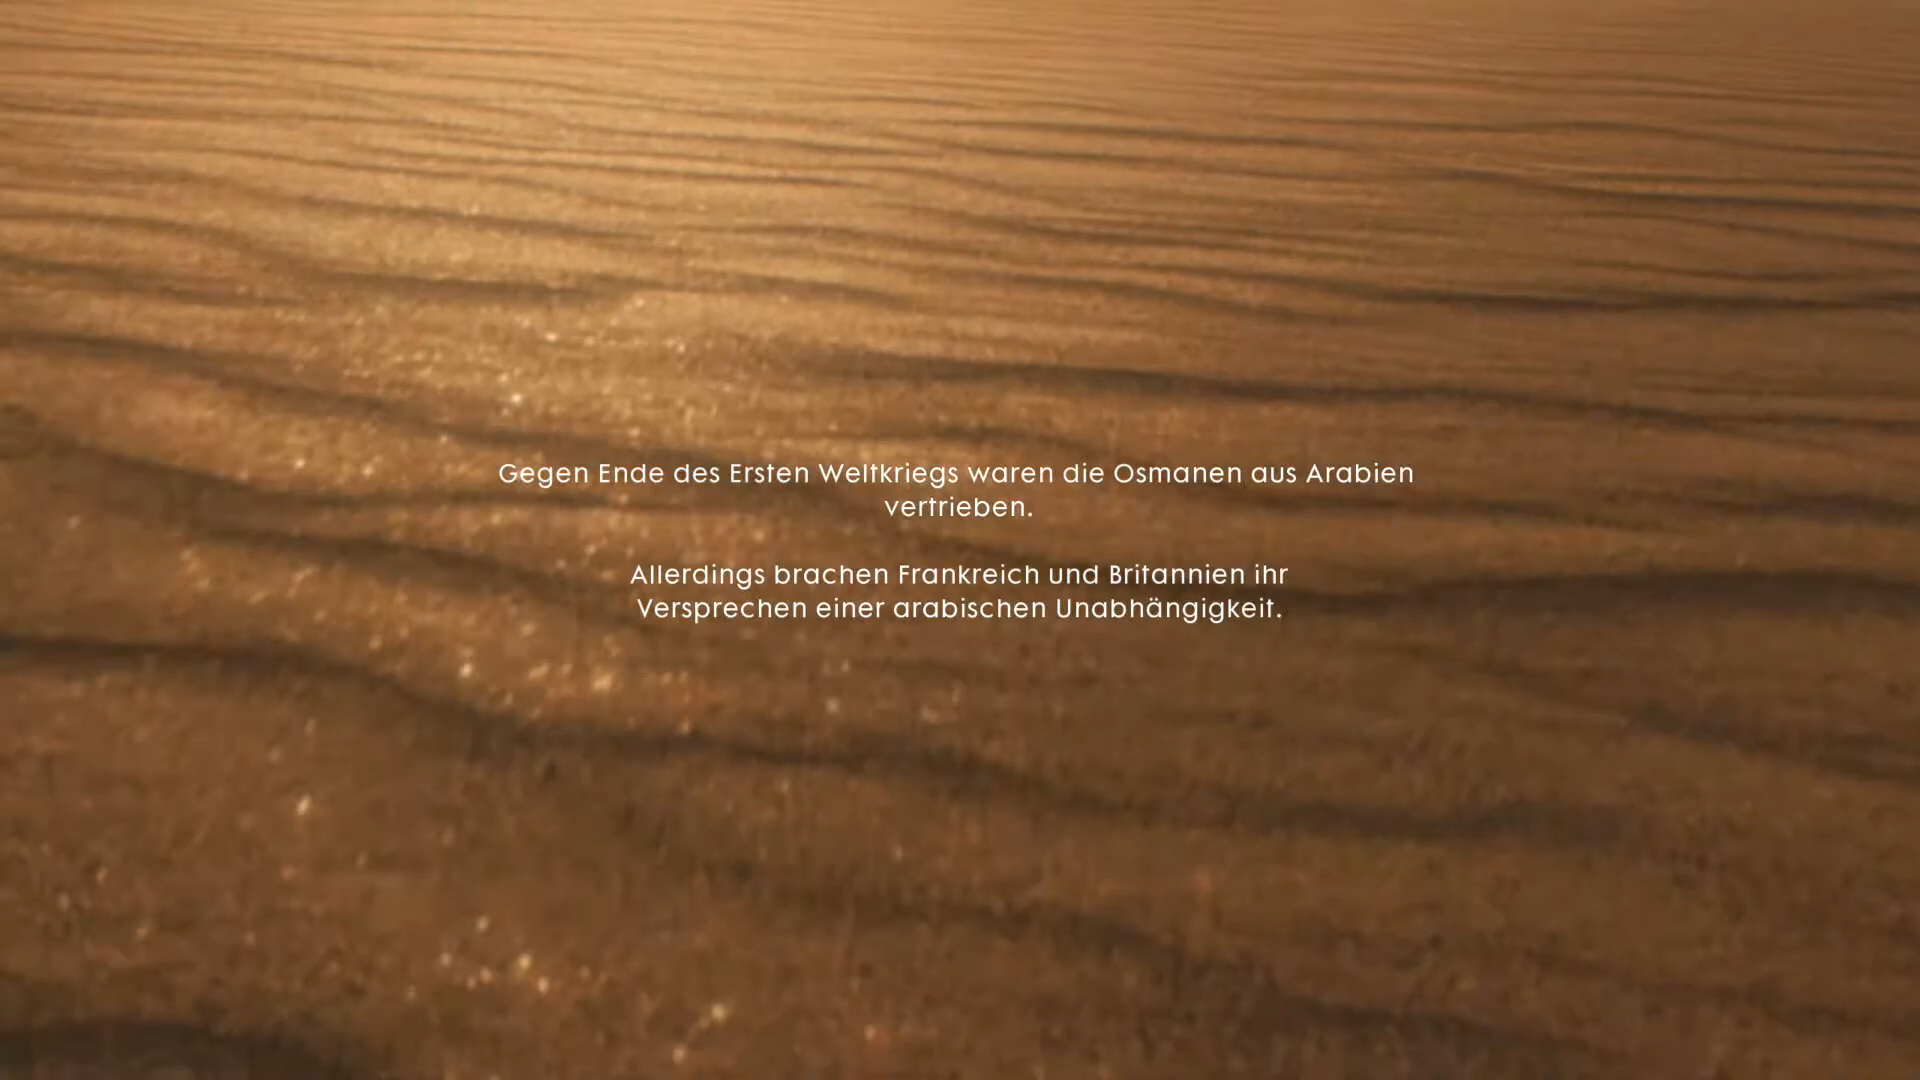 Gegen Ende des Ersten Weltkriegs waren die Osmanen aus Arabien
vertrieben.
Allerdings brachen Frankreich und Britannien ihr
Versprechen einer arabischen Unabhängigkeit.